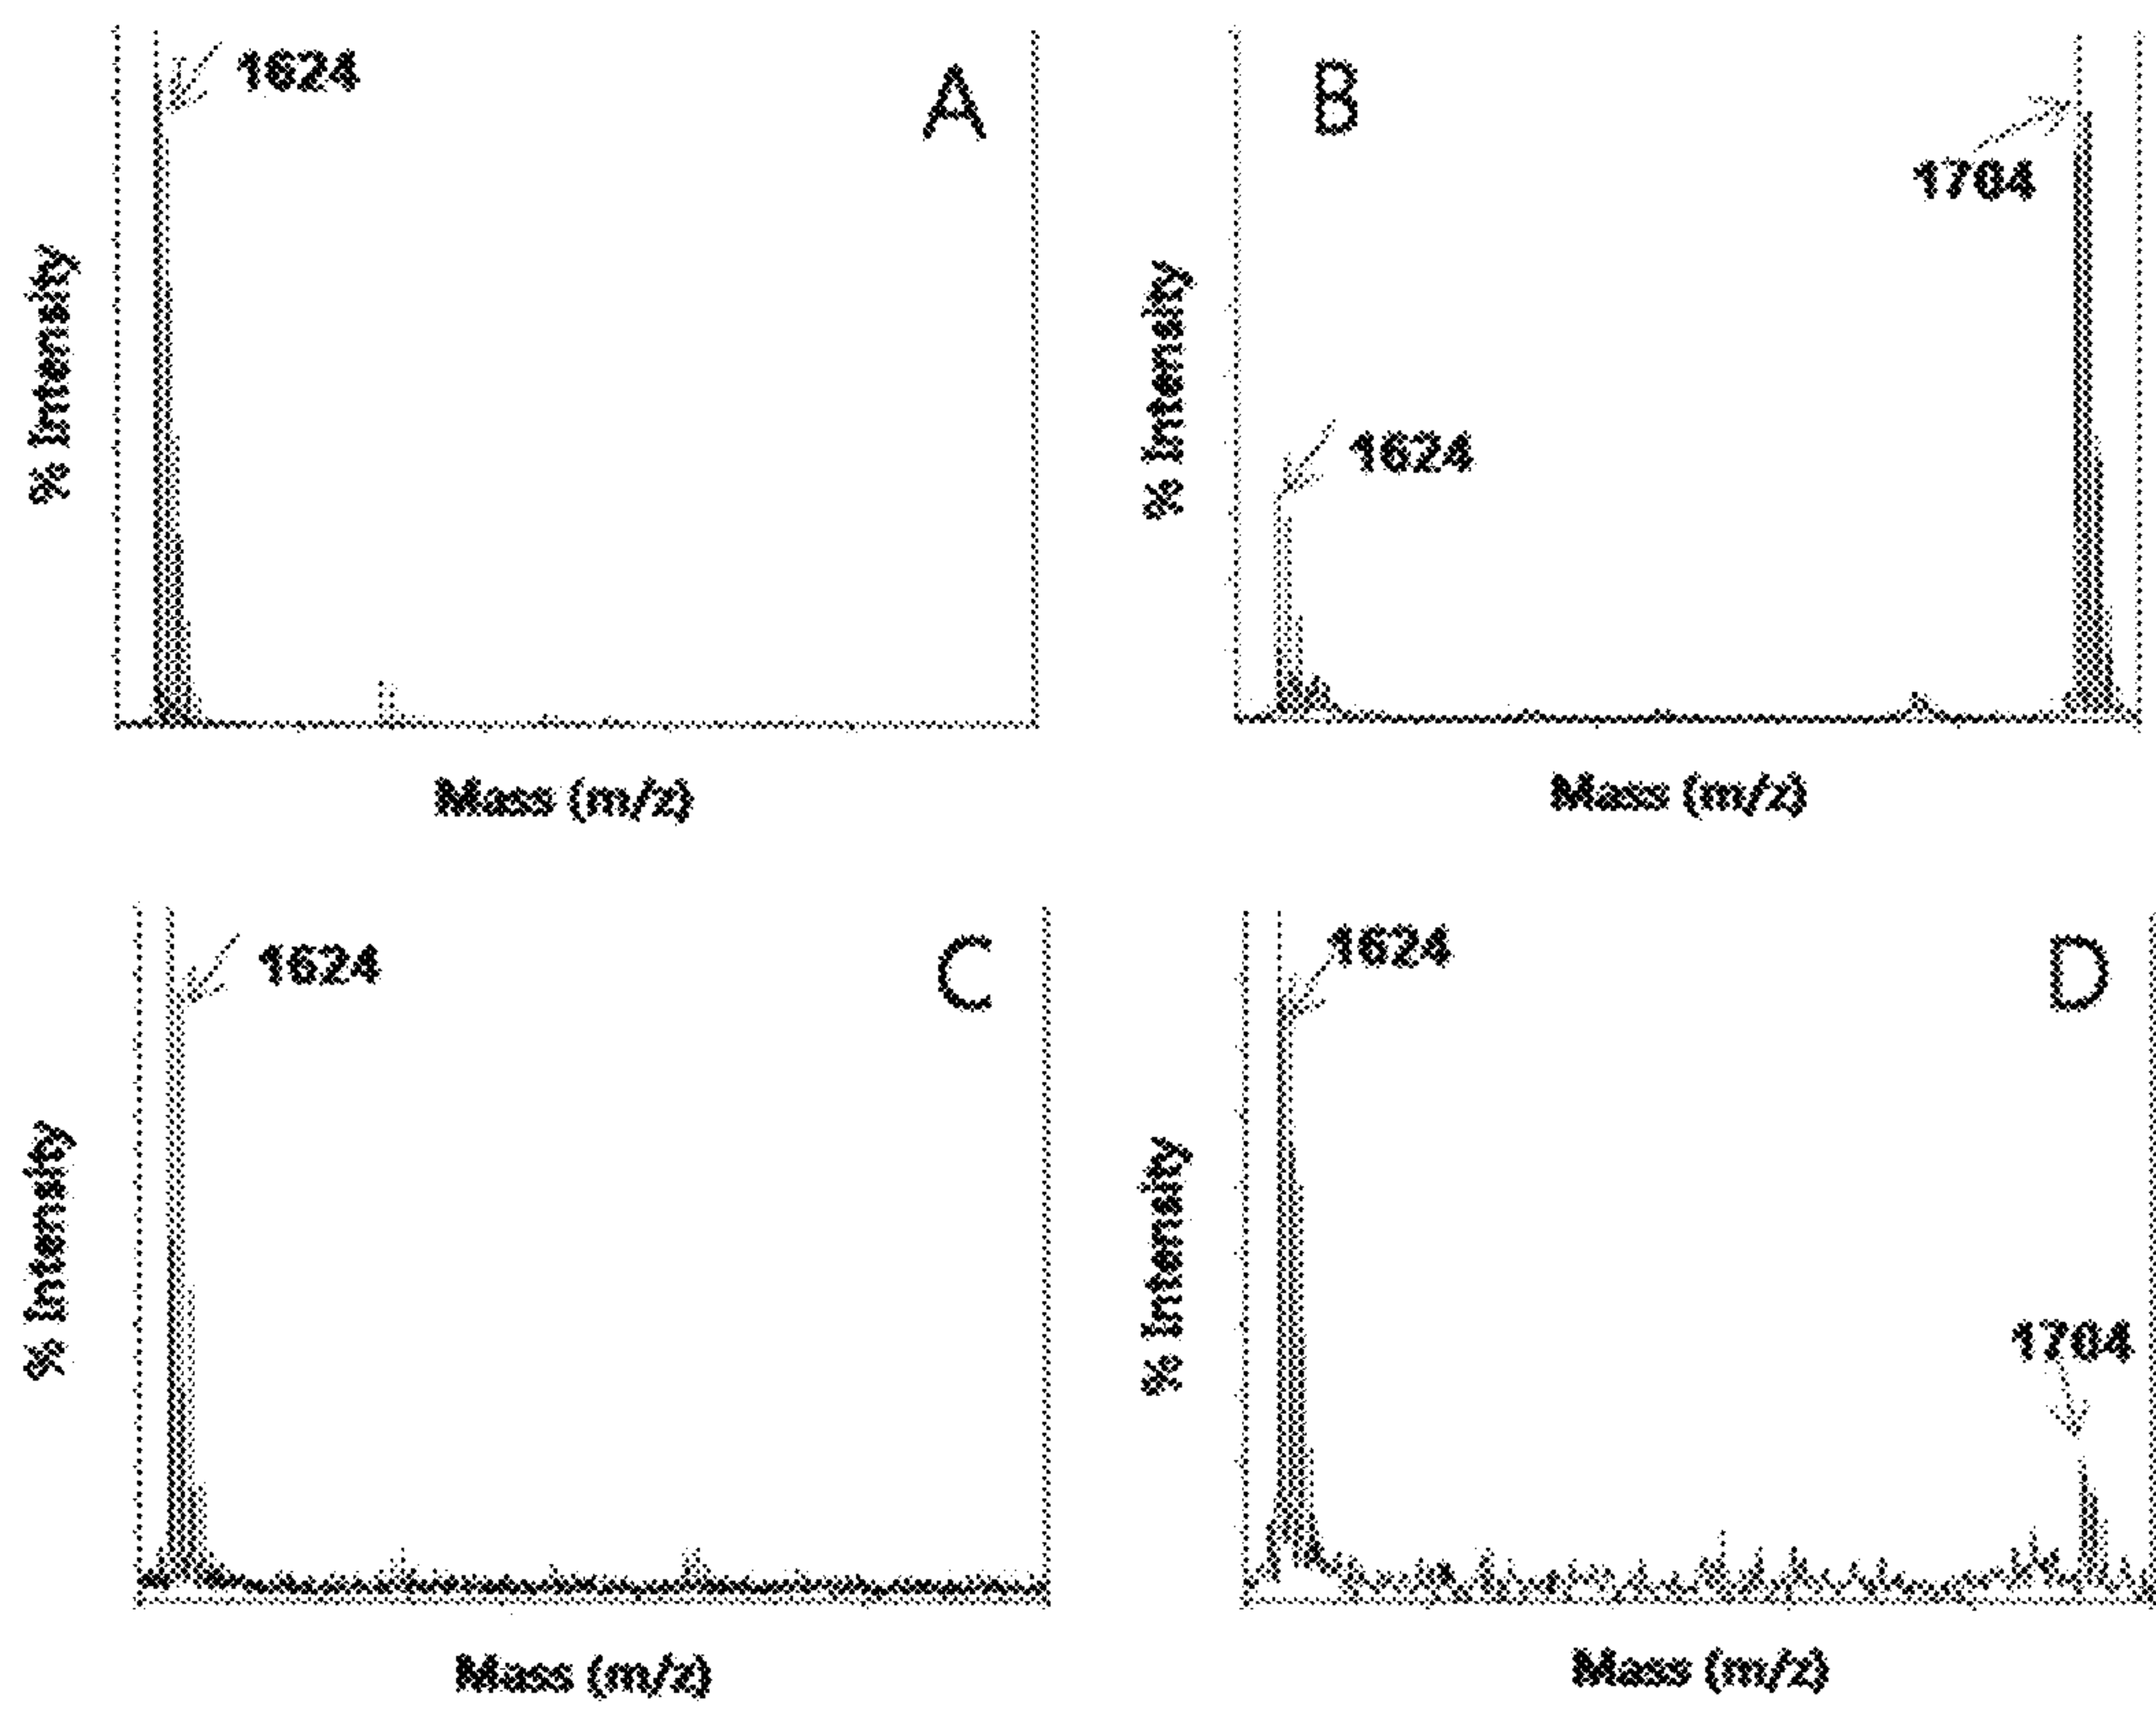 1624
A
% Intensity
Mass (m/z)
B
1704
1624
% Intensity
Mass (m/z)
1624
C
% Intensity
Mass (m/z)
1624
D
1704
% Intensity
Mass (m/z)